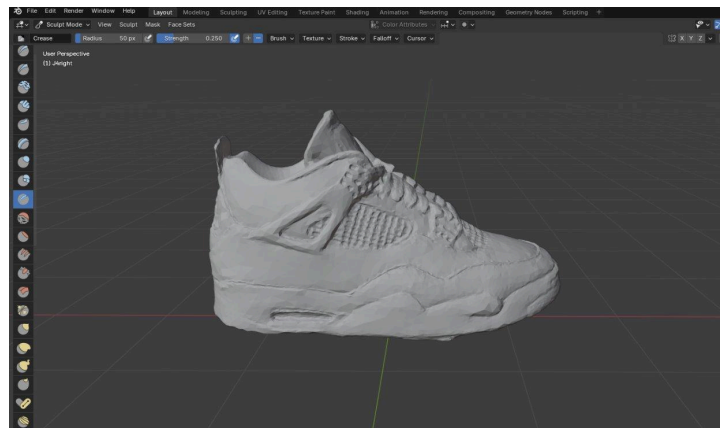 File Edit Render Window Help Layout Modeling Sculpting UV Editing Texture Paint Shading Animation Rendering Compositing Geometry Nodes Scripting +
Sculpt Mode View Sculpt Mask Face Sets Color Attributes
Crease Radius 50 px Strength 0.250 + − Brush Texture Stroke Falloff Cursor X Y Z
User Perspective
(1) J4right